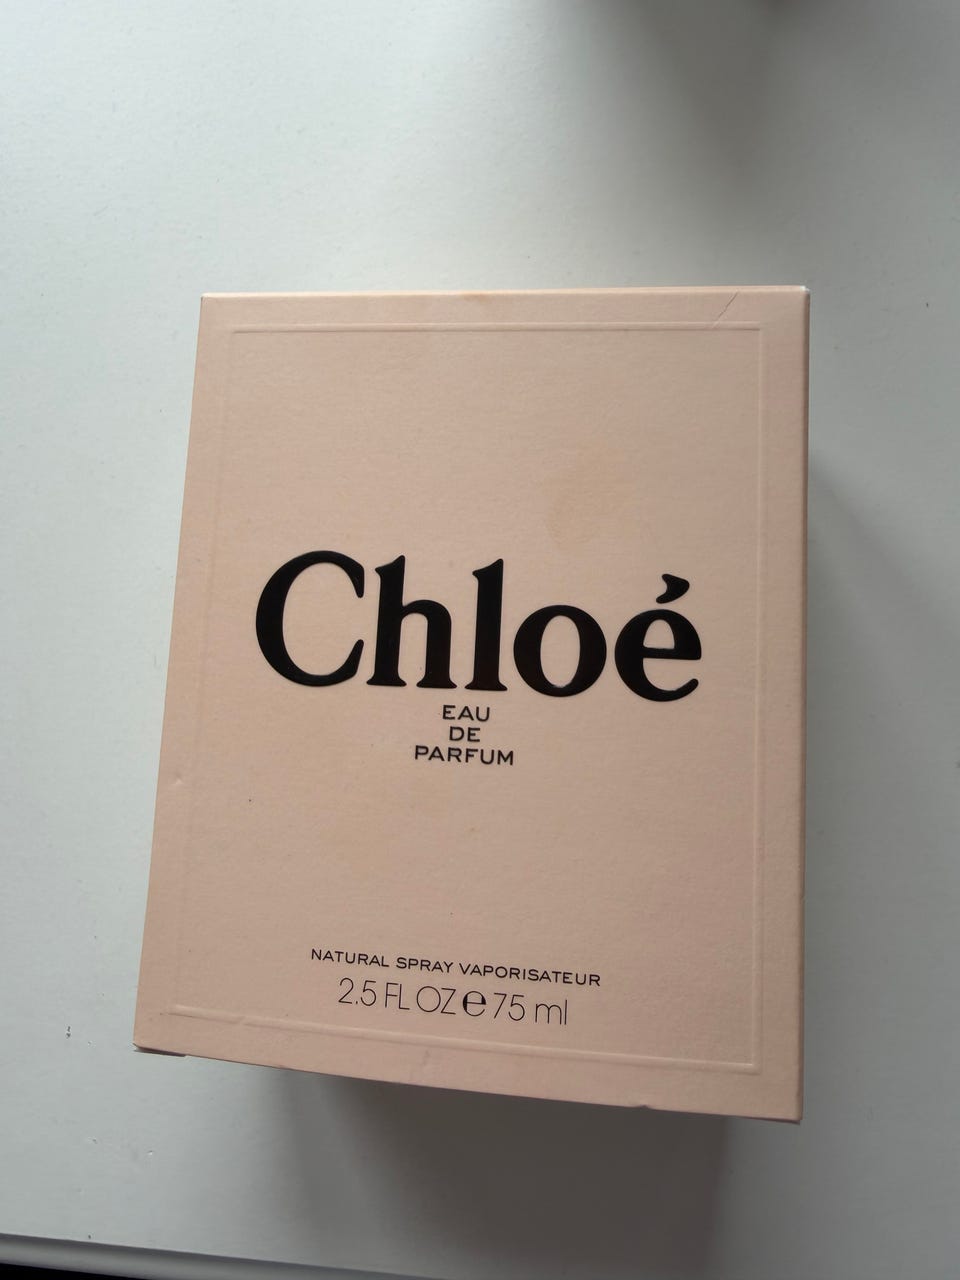 Chloé
EAU
DE
PARFUM
NATURAL SPRAY VAPORISATEUR
2.5 FL OZ ℮ 75 ml